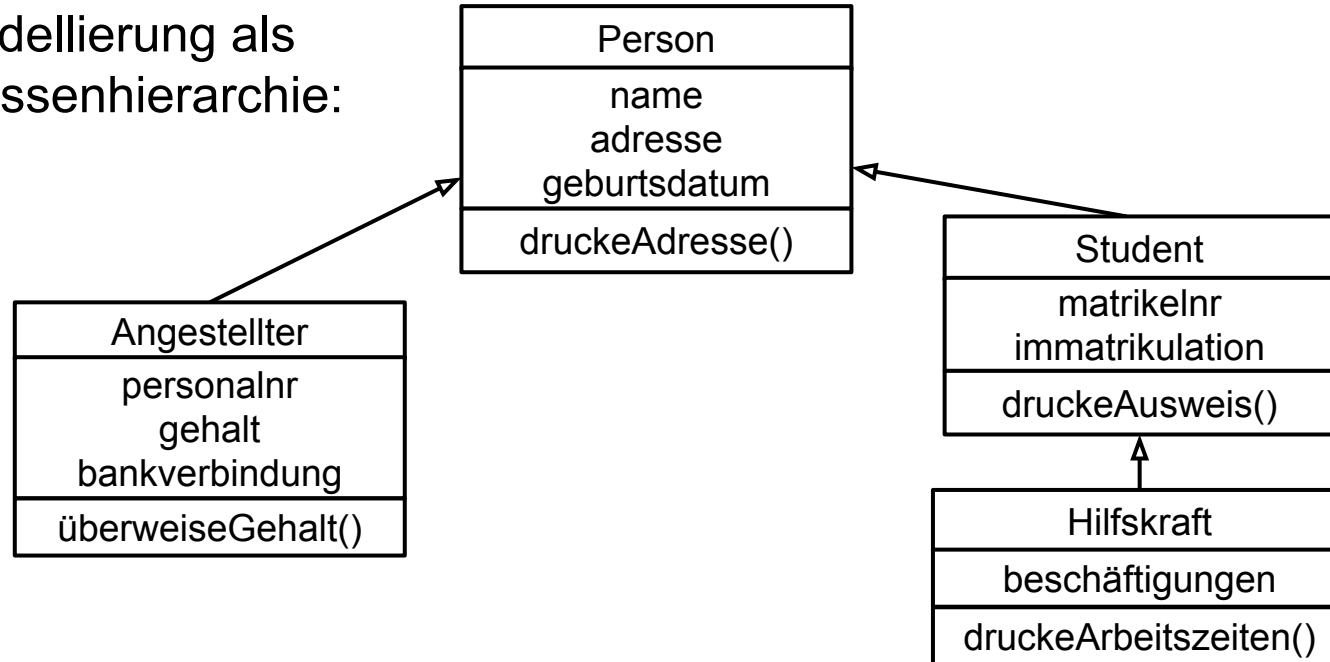 dellierung als
ssenhierarchie:
Person
name
adresse
geburtsdatum
druckeAdresse()
Angestellter
personalnr
gehalt
bankverbindung
überweiseGehalt()
Student
matrikelnr
immatrikulation
druckeAusweis()
Hilfskraft
beschäftigungen
druckeArbeitszeiten()